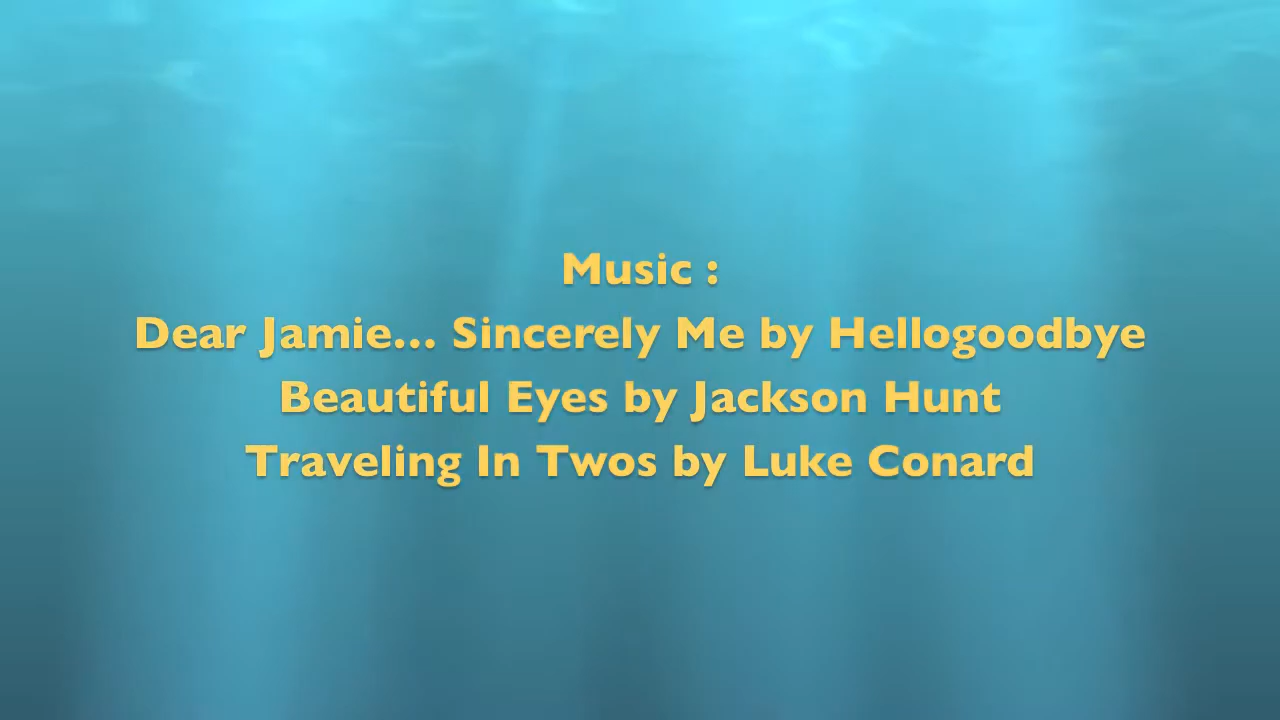 Music :
Dear Jamie... Sincerely Me by Hellogoodbye
Beautiful Eyes by Jackson Hunt
Traveling In Twos by Luke Conard